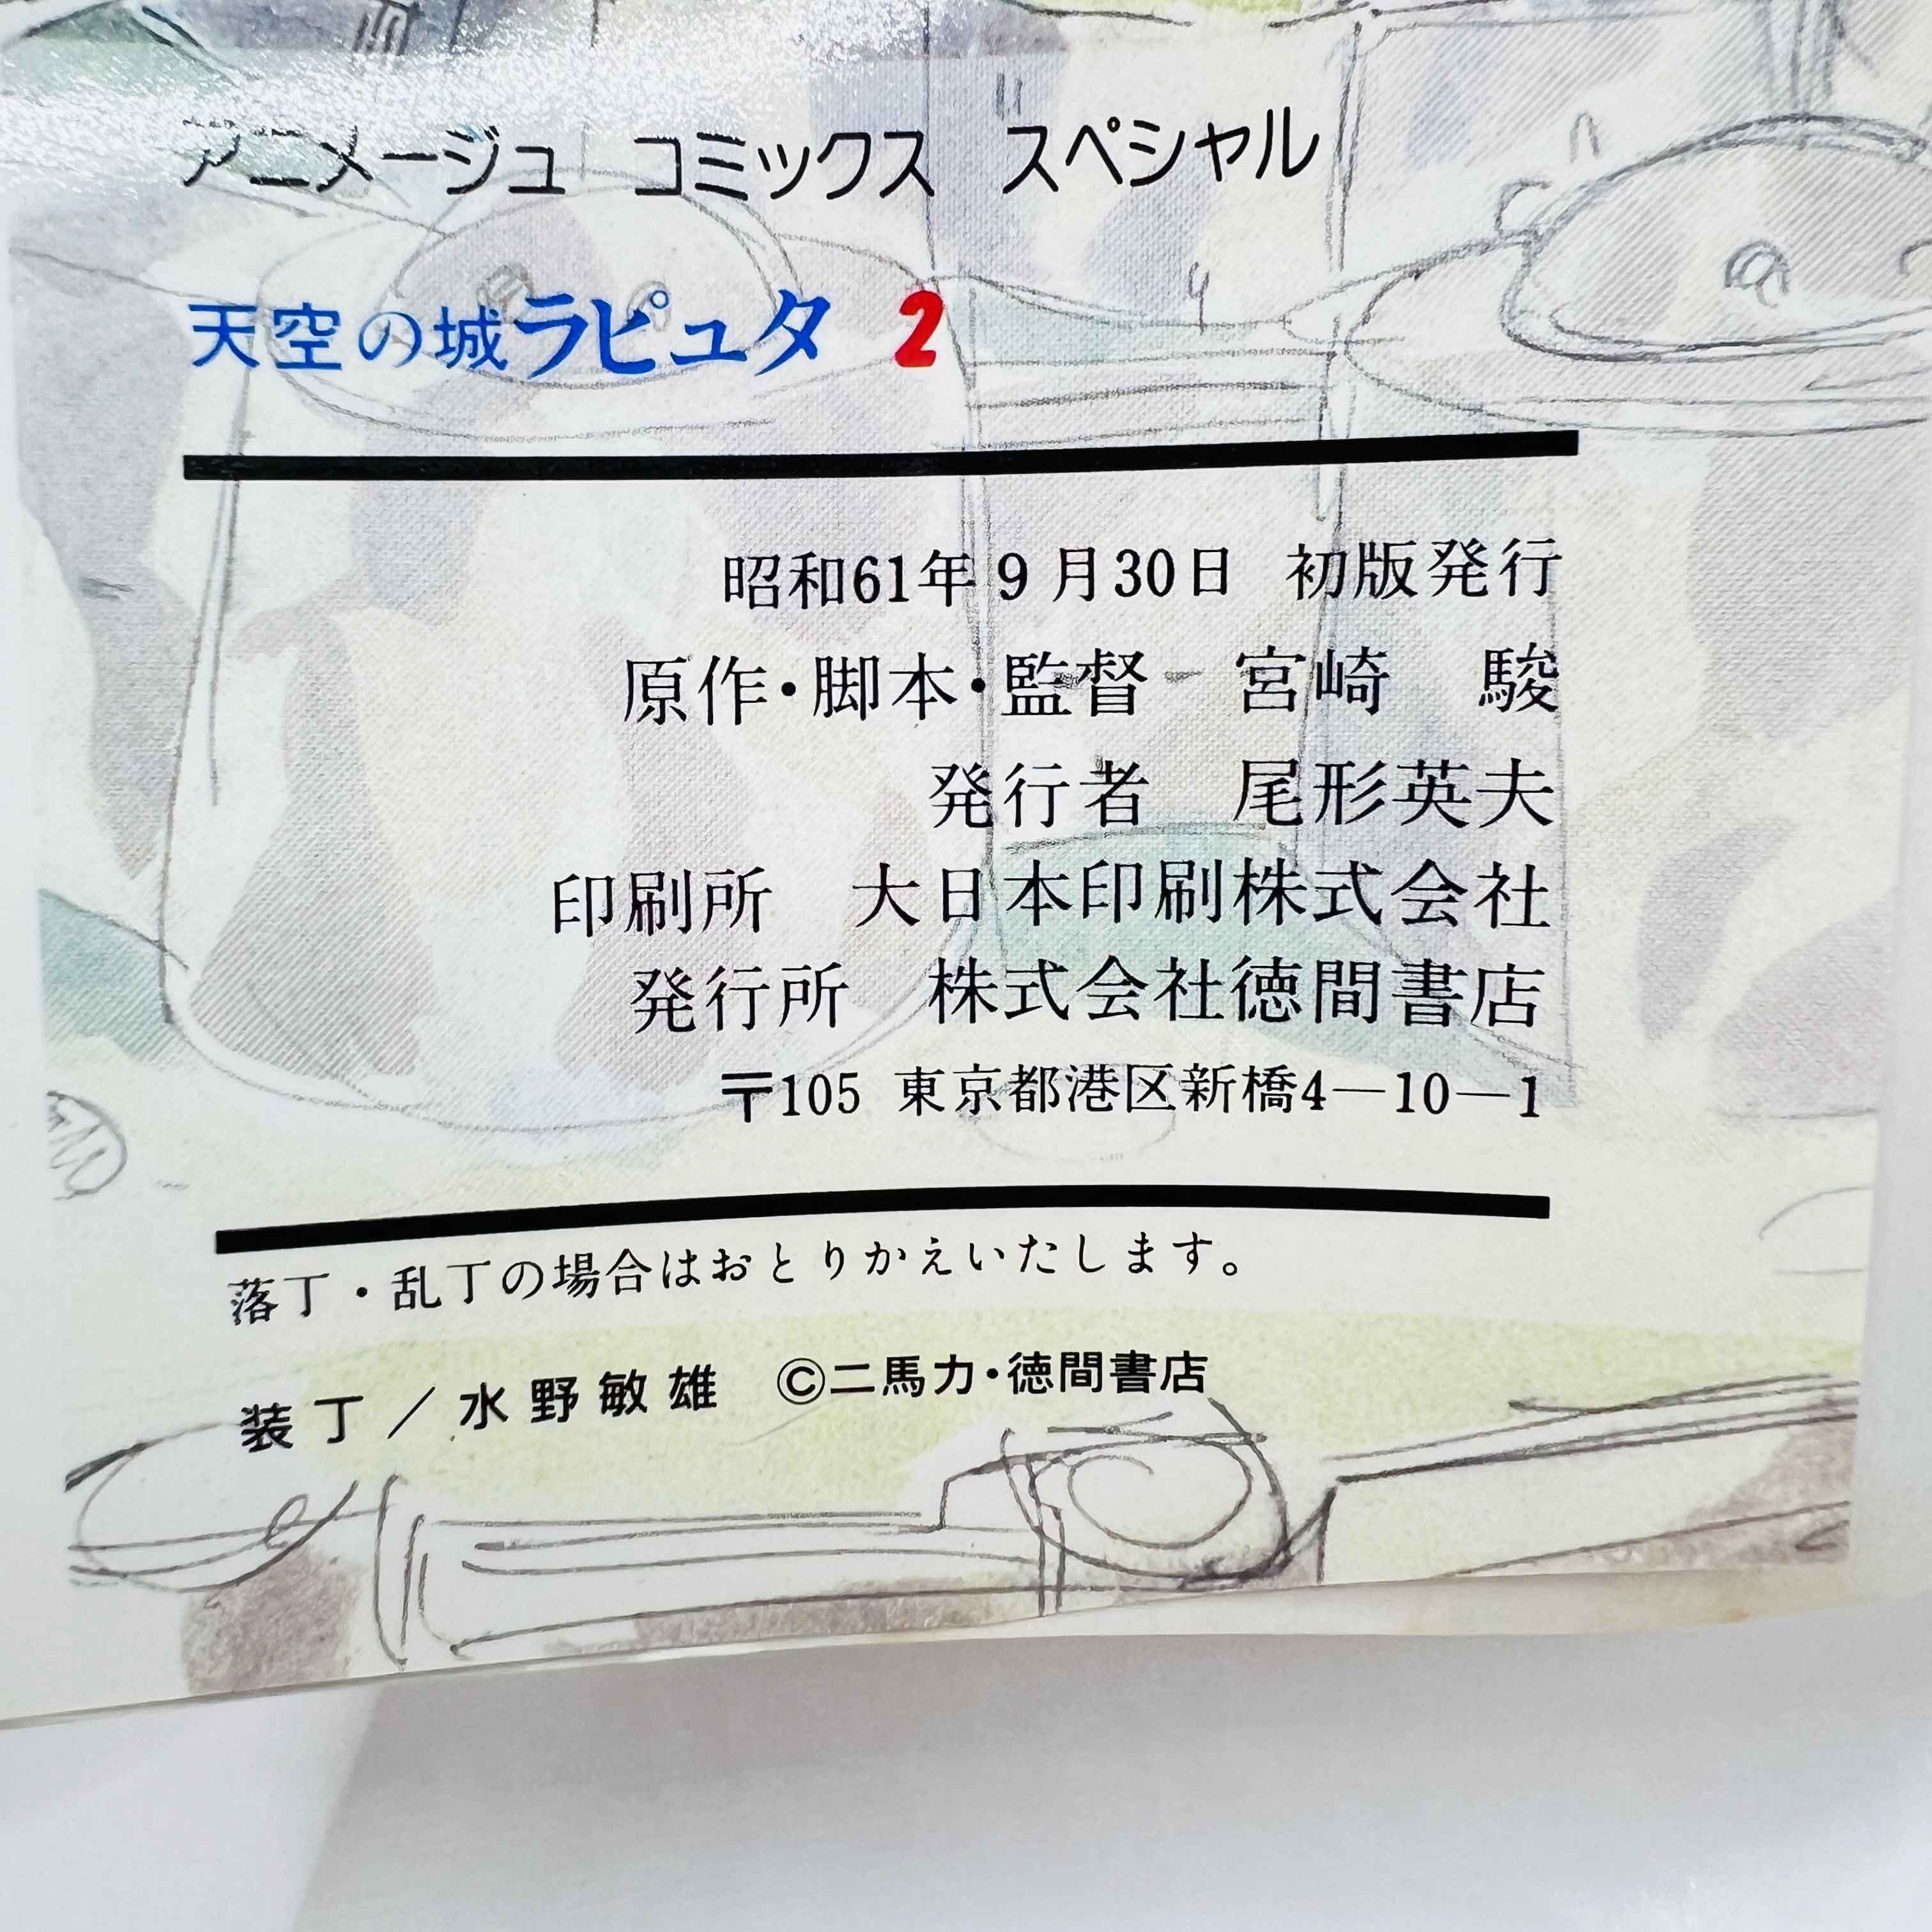 アニメージュ コミックス スペシャル
天空の城ラピュタ 2
昭和61年9月30日 初版発行
原作・脚本・監督 宮崎 駿
発行者 尾形英夫
印刷所 大日本印刷株式会社
発行所 株式会社徳間書店
〒105 東京都港区新橋4―10―1
落丁・乱丁の場合はおとりかえいたします。
装丁／水野敏雄 ©二馬力・徳間書店